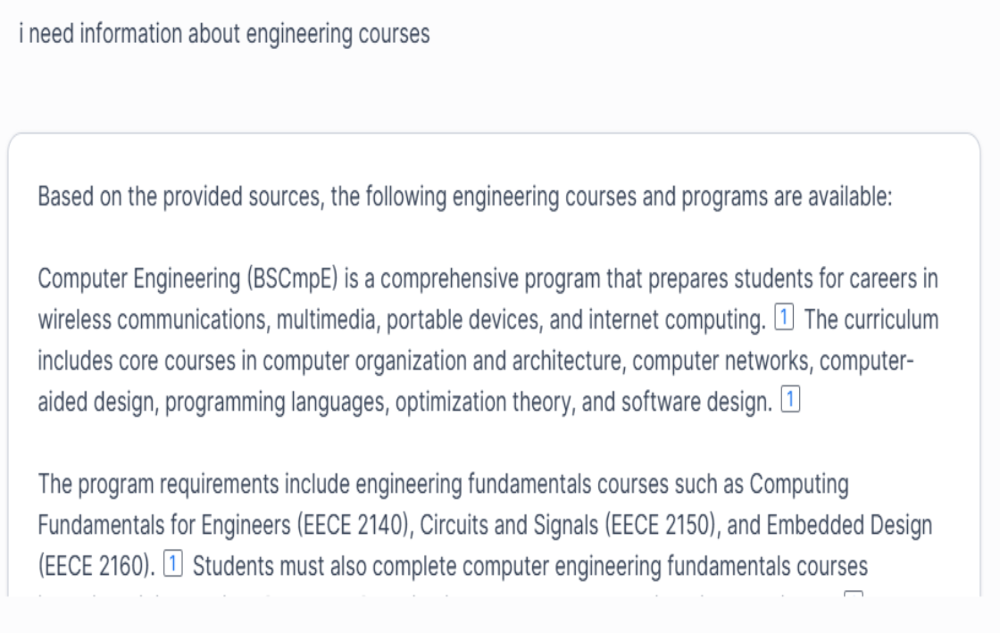 i need information about engineering courses
Based on the provided sources, the following engineering courses and programs are available:
Computer Engineering (BSCmpE) is a comprehensive program that prepares students for careers in
wireless communications, multimedia, portable devices, and internet computing. 1 The curriculum
includes core courses in computer organization and architecture, computer networks, computer-
aided design, programming languages, optimization theory, and software design. 1
The program requirements include engineering fundamentals courses such as Computing
Fundamentals for Engineers (EECE 2140), Circuits and Signals (EECE 2150), and Embedded Design
(EECE 2160). 1 Students must also complete computer engineering fundamentals courses